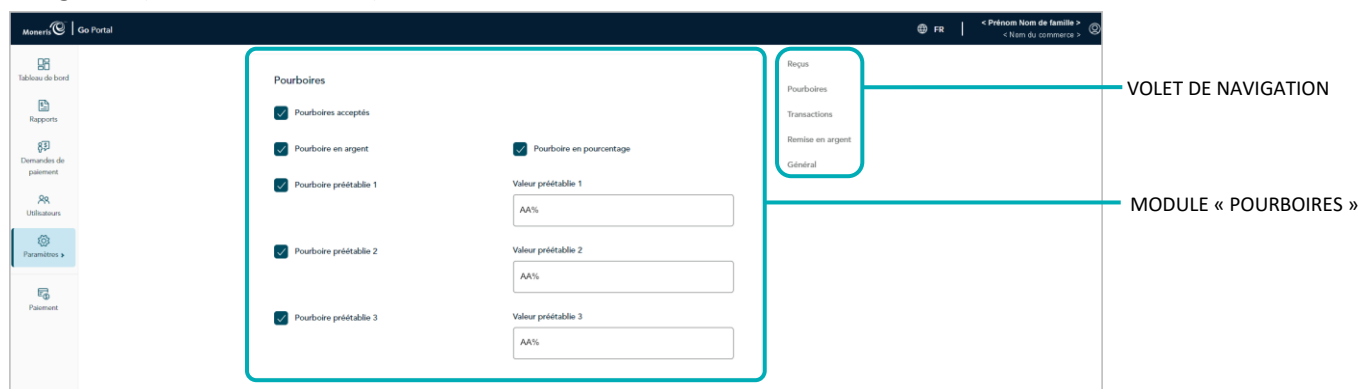 Moneris Go Portal
FR
< Prénom Nom de famille >
< Nom du commerce >
Tableau de bord
Rapports
Demandes de
paiement
Utilisateurs
Paramètres
Paiement
Pourboires
Pourboires acceptés
Pourboire en argent
Pourboire en pourcentage
Pourboire préétablie 1
Valeur préétablie 1
AA%
Pourboire préétablie 2
Valeur préétablie 2
AA%
Pourboire préétablie 3
Valeur préétablie 3
AA%
Reçus
Pourboires
Transactions
Remise en argent
Général
VOLET DE NAVIGATION
MODULE « POURBOIRES »